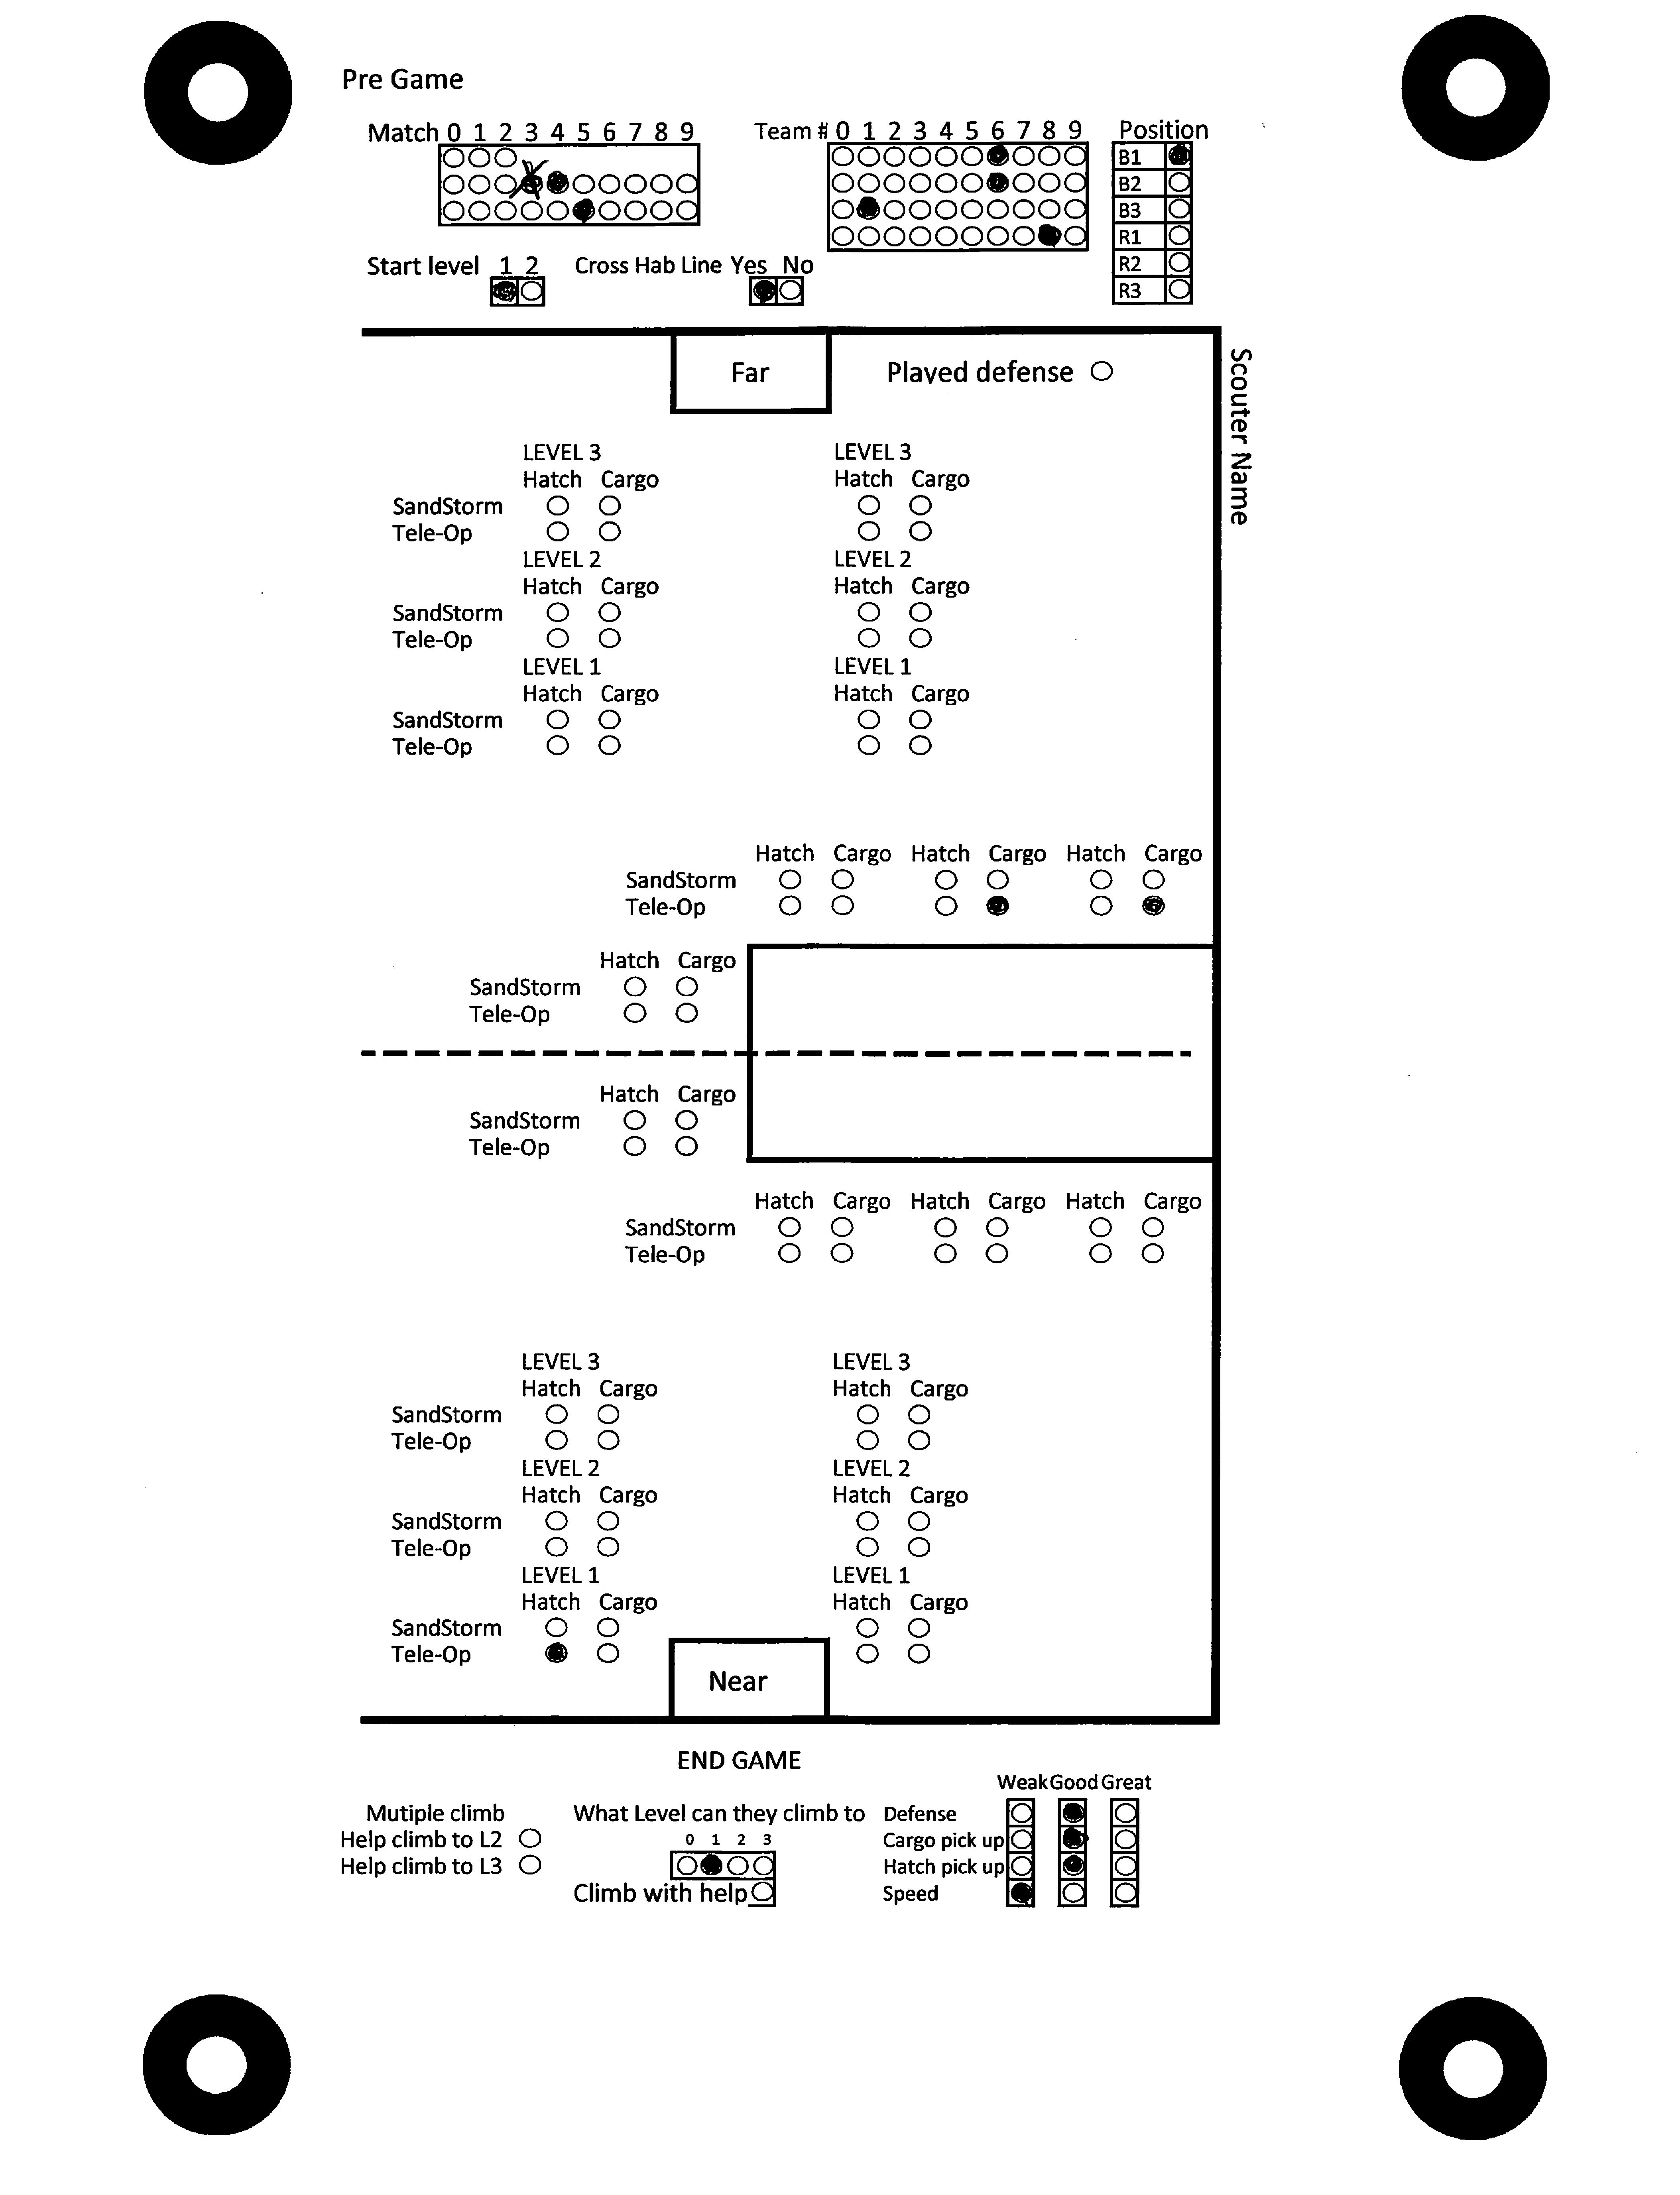 Pre Game
Match 0 1 2 3 4 5 6 7 8 9
Team # 0 1 2 3 4 5 6 7 8 9
Position
B1
B2
B3
R1
R2
R3
Start level 1 2
Cross Hab Line Yes No
Far
Played defense
Scouter Name
LEVEL 3 LEVEL 3
Hatch Cargo Hatch Cargo
SandStorm
Tele-Op
LEVEL 2 LEVEL 2
Hatch Cargo Hatch Cargo
SandStorm
Tele-Op
LEVEL 1 LEVEL 1
Hatch Cargo Hatch Cargo
SandStorm
Tele-Op
Hatch Cargo Hatch Cargo Hatch Cargo
SandStorm
Tele-Op
Hatch Cargo
SandStorm
Tele-Op
Hatch Cargo
SandStorm
Tele-Op
Hatch Cargo Hatch Cargo Hatch Cargo
SandStorm
Tele-Op
LEVEL 3 LEVEL 3
Hatch Cargo Hatch Cargo
SandStorm
Tele-Op
LEVEL 2 LEVEL 2
Hatch Cargo Hatch Cargo
SandStorm
Tele-Op
LEVEL 1 LEVEL 1
Hatch Cargo Hatch Cargo
SandStorm
Tele-Op
Near
END GAME
Mutiple climb
Help climb to L2
Help climb to L3
What Level can they climb to
0 1 2 3
Climb with help
Weak Good Great
Defense
Cargo pick up
Hatch pick up
Speed